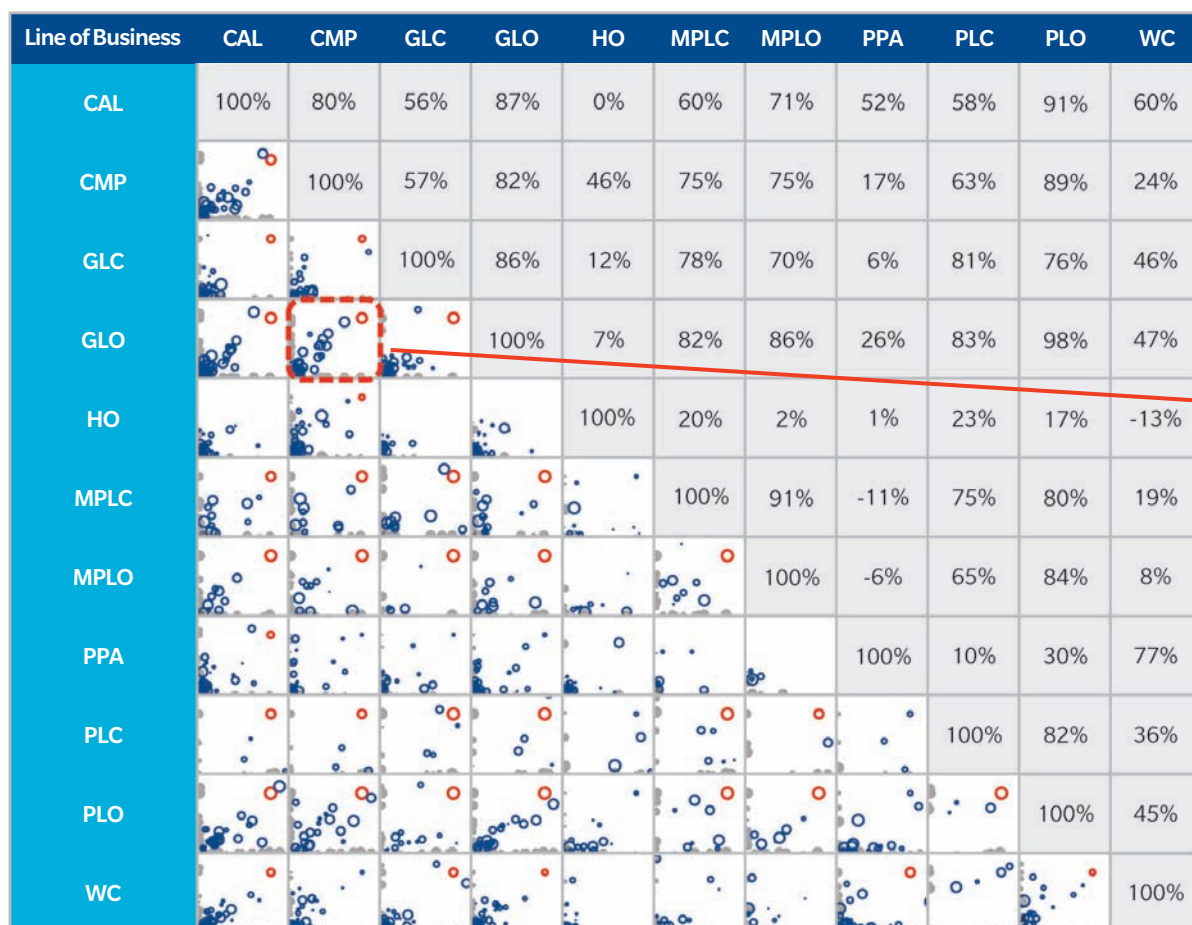 Line of Business CAL CMP GLC GLO HO MPLC MPLO PPA PLC PLO WC
CAL 100% 80% 56% 87% 0% 60% 71% 52% 58% 91% 60%
CMP 100% 57% 82% 46% 75% 75% 17% 63% 89% 24%
GLC 100% 86% 12% 78% 70% 6% 81% 76% 46%
GLO 100% 7% 82% 86% 26% 83% 98% 47%
HO 100% 20% 2% 1% 23% 17% -13%
MPLC 100% 91% -11% 75% 80% 19%
MPLO 100% -6% 65% 84% 8%
PPA 100% 10% 30% 77%
PLC 100% 82% 36%
PLO 100% 45%
WC 100%